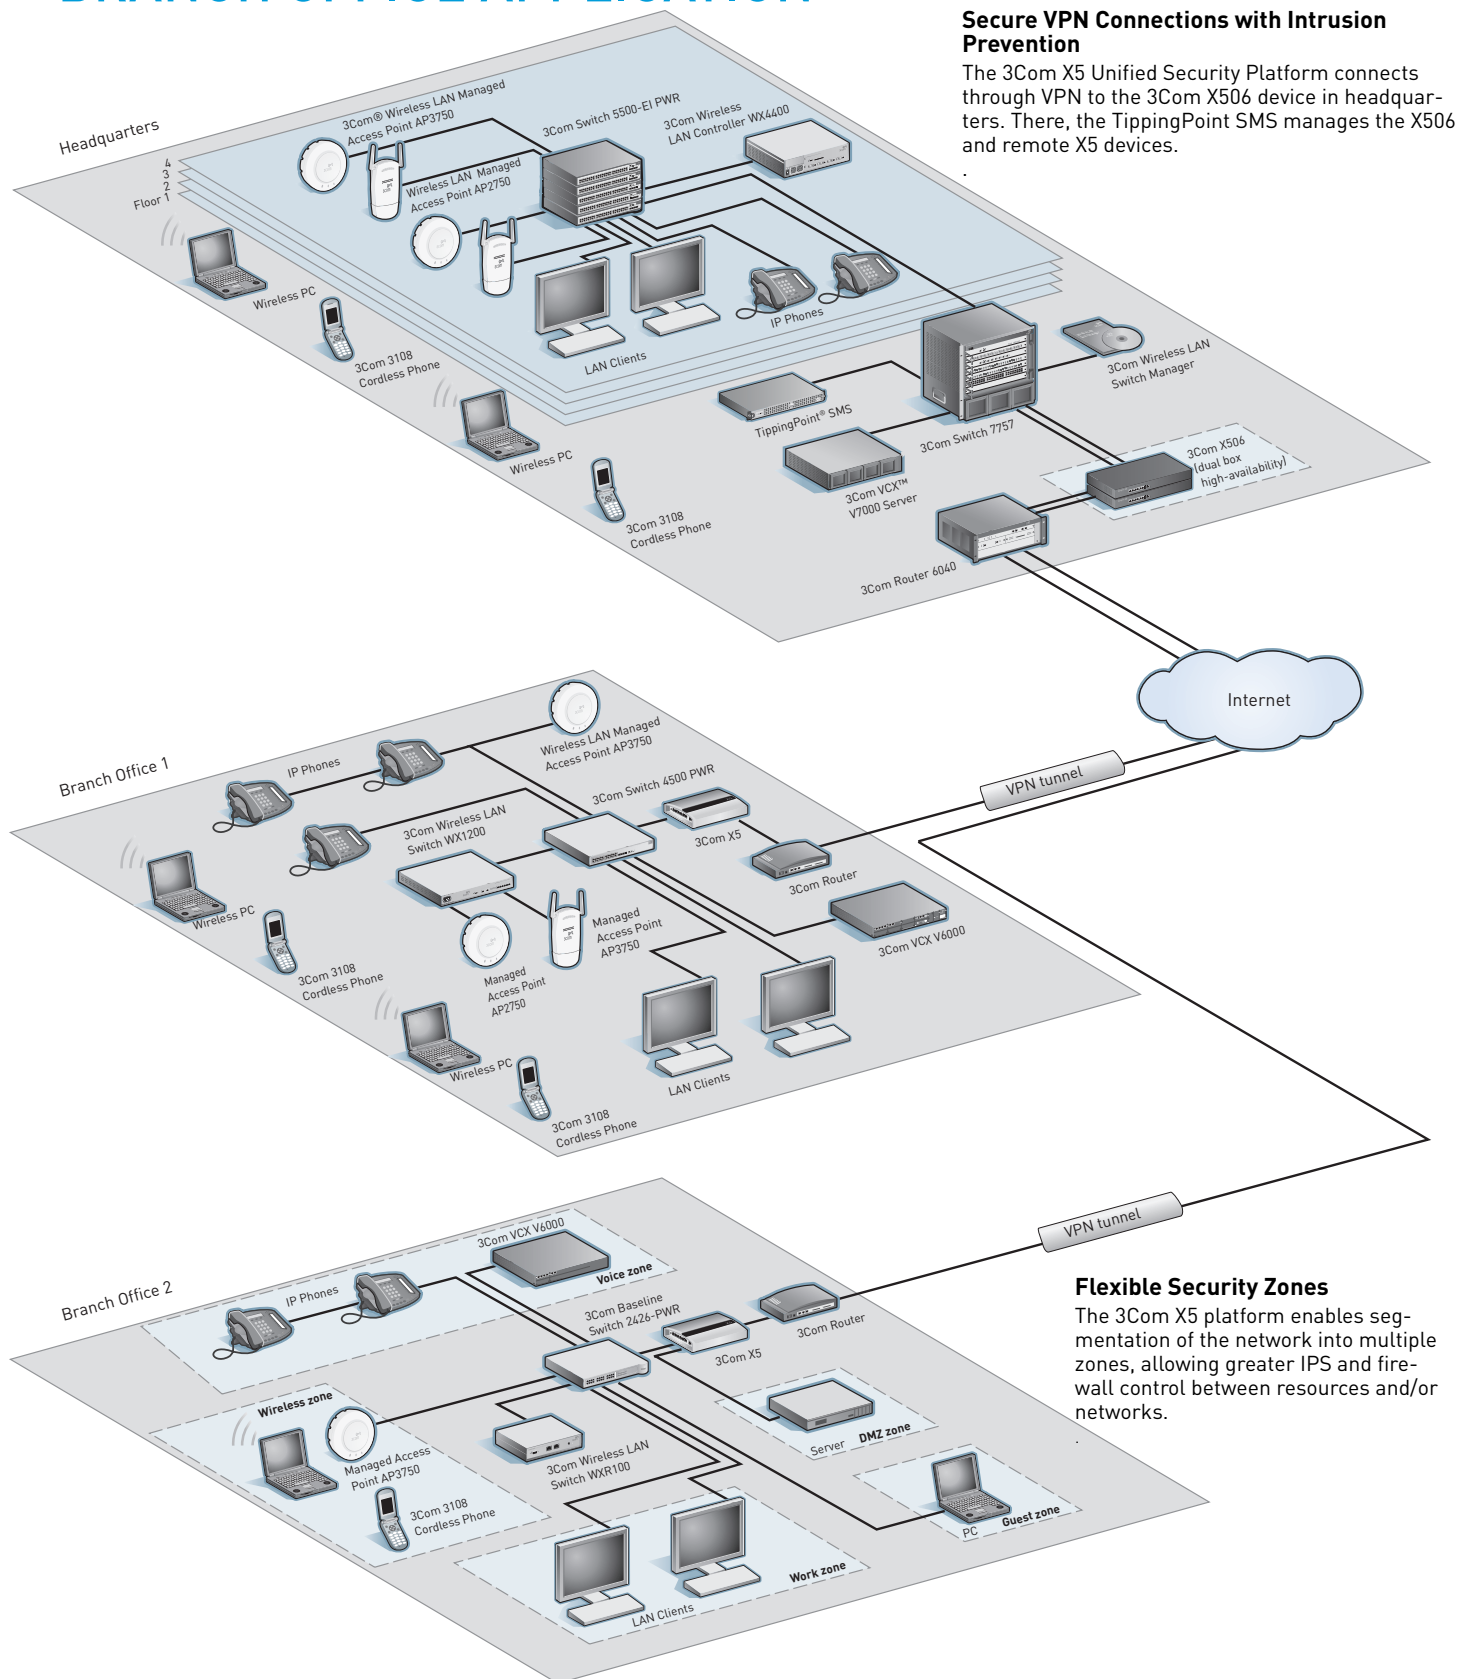 Secure VPN Connections with Intrusion
Prevention
The 3Com X5 Unified Security Platform connects
through VPN to the 3Com X506 device in headquar-
ters. There, the TippingPoint SMS manages the X506
and remote X5 devices.
.
Headquarters
4
3
2
Floor 1
3Com® Wireless LAN Managed
Access Point AP3750
3Com Switch 5500-EI PWR
3Com Wireless
LAN Controller WX4400
Wireless LAN Managed
Access Point AP2750
Wireless PC
3Com 3108
Cordless Phone
LAN Clients
IP Phones
3Com Wireless LAN
Switch Manager
TippingPoint® SMS
3Com Switch 7757
Wireless PC
3Com VCX™
V7000 Server
3Com X506
(dual box
high-availability)
3Com 3108
Cordless Phone
3Com Router 6040
Internet
Branch Office 1
IP Phones
Wireless LAN Managed
Access Point AP3750
VPN tunnel
3Com Switch 4500 PWR
3Com Wireless LAN
Switch WX1200
3Com X5
3Com Router
Wireless PC
Managed
Access Point
AP3750
3Com VCX V6000
3Com 3108
Cordless Phone
Managed
Access Point
AP2750
Wireless PC
LAN Clients
3Com 3108
Cordless Phone
VPN tunnel
Branch Office 2
3Com VCX V6000
Voice zone
IP Phones
3Com Baseline
Switch 2426-PWR
3Com Router
3Com X5
Flexible Security Zones
The 3Com X5 platform enables seg-
mentation of the network into multiple
zones, allowing greater IPS and fire-
wall control between resources and/or
networks.
.
Wireless zone
Managed Access
Point AP3750
3Com Wireless LAN
Switch WXR100
Server
DMZ zone
3Com 3108
Cordless Phone
PC
Guest zone
Work zone
LAN Clients